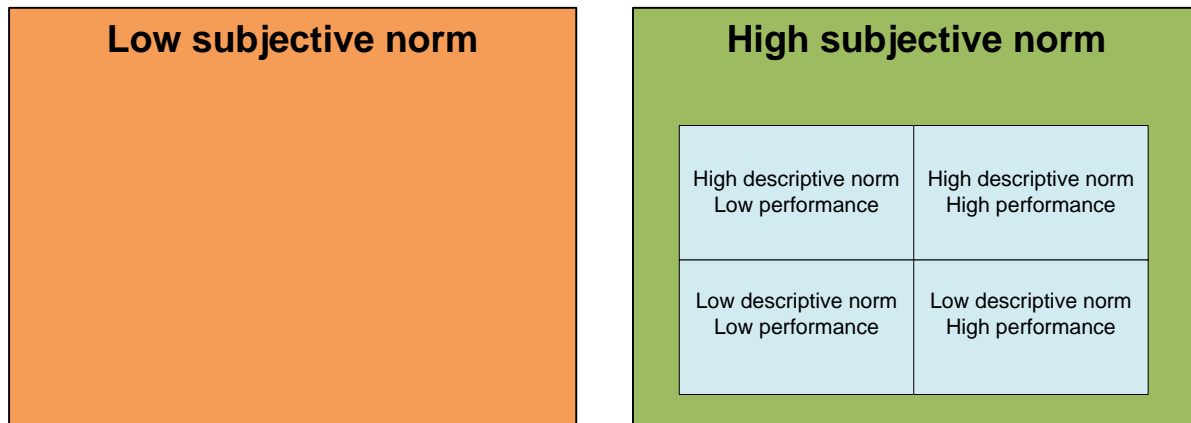 Low subjective norm
High subjective norm
High descriptive norm
Low performance
High descriptive norm
High performance
Low descriptive norm
Low performance
Low descriptive norm
High performance